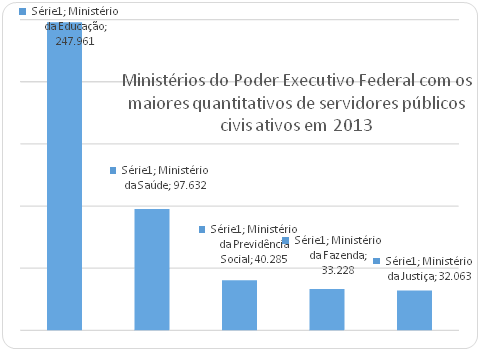 Série1; Ministério
da Educação;
247.961
Ministérios do Poder Executivo Federal com os
maiores quantitativos de servidores públicos
civis ativos em 2013
Série1; Ministério
da Saúde; 97.632
Série1; Ministério
da Previdência
Social; 40.285
Série1; Ministério
da Fazenda;
33.228
Série1; Ministério
da Justiça; 32.063